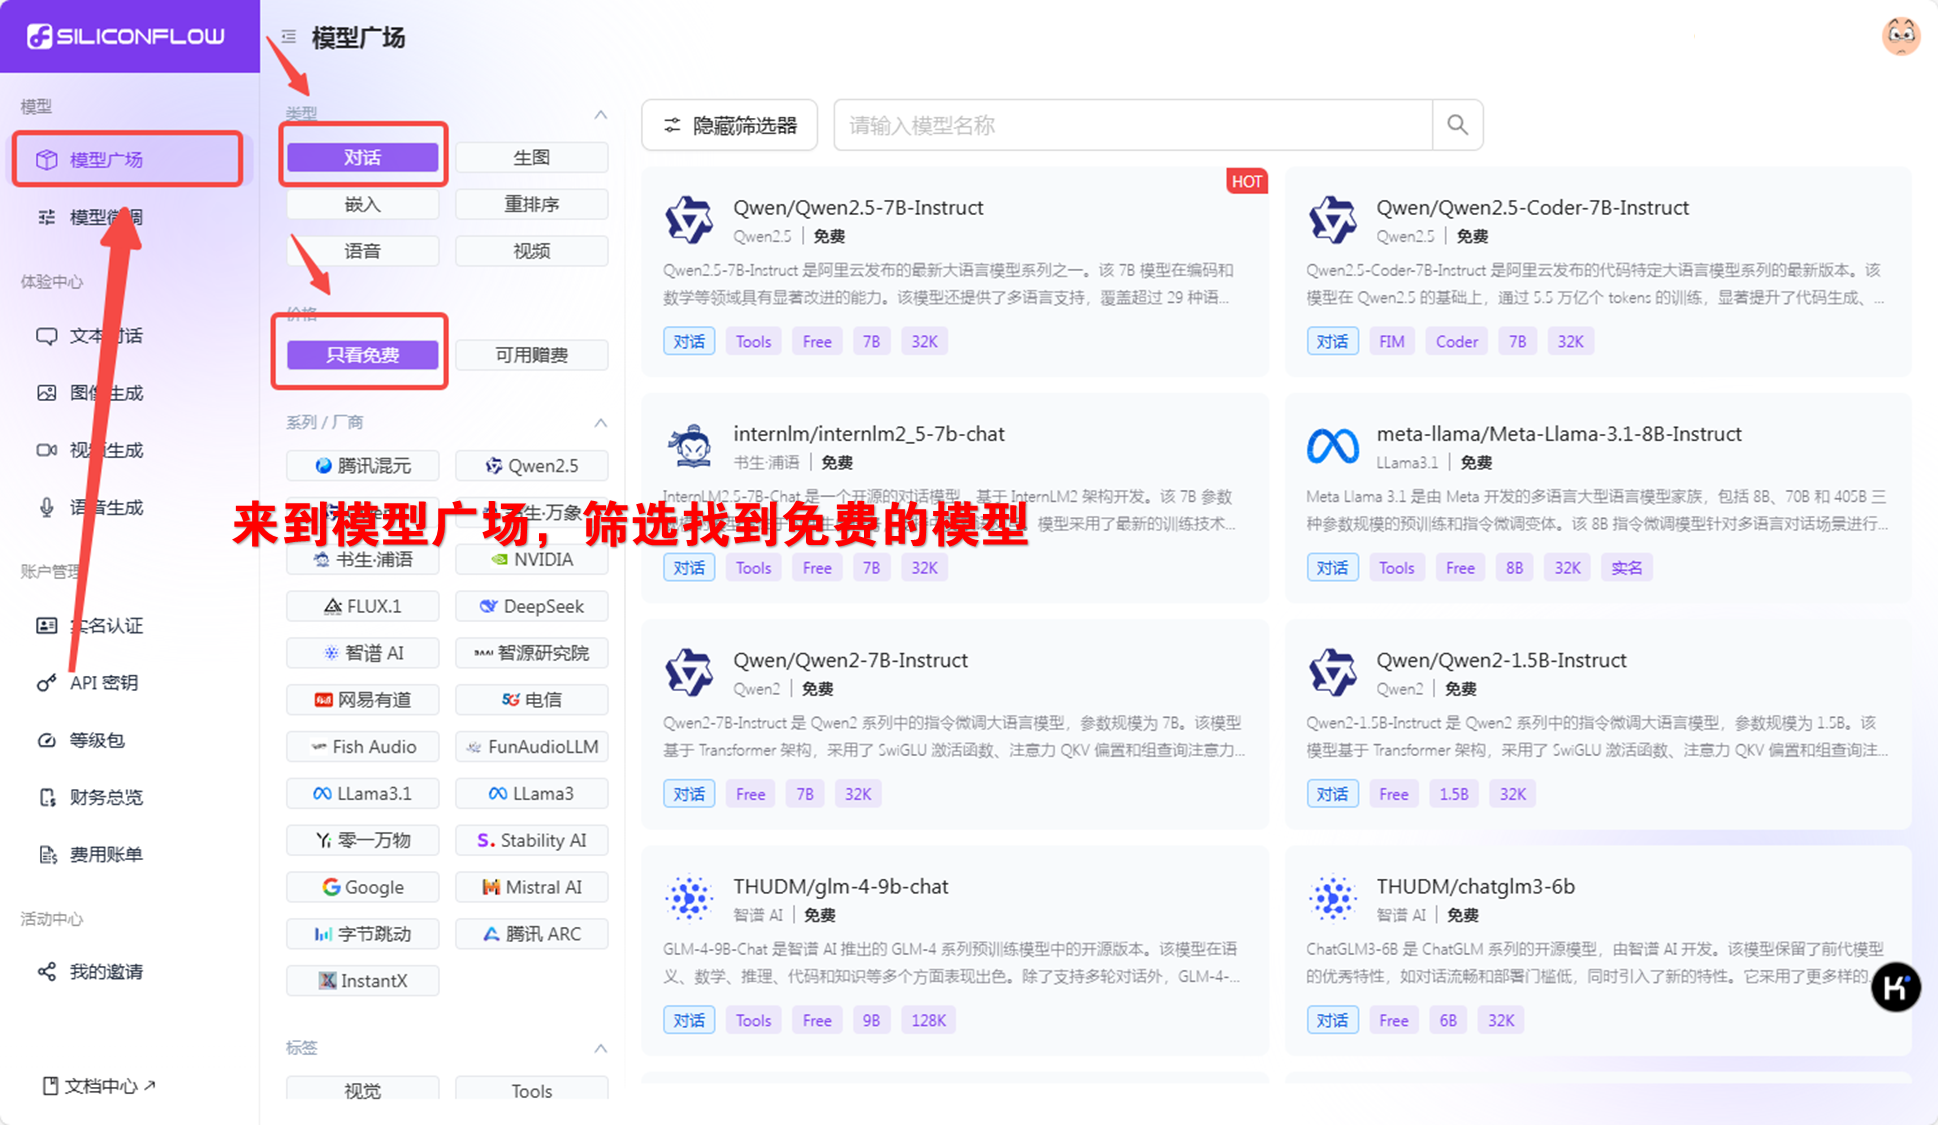 SILICONFLOW
模型
模型广场
体验中心
图像生成
语音生成
账户管理
实名认证
API 密钥
等级包
财务总览
费用账单
活动中心
我的邀请
文档中心
模型广场
类型
对话
生图
嵌入
重排序
语音
视频
价格
只看免费
可用赠费
系列 / 厂商
腾讯混元
Qwen2.5
书生·浦语
NVIDIA
FLUX.1
DeepSeek
智谱 AI
BAAI 智源研究院
网易有道
5G 电信
Fish Audio
FunAudioLLM
LLama3.1
LLama3
Yi 零一万物
S. Stability AI
Google
Mistral AI
字节跳动
腾讯 ARC
InstantX
标签
视觉
Tools
来到模型广场，筛选找到免费的模型
隐藏筛选器
请输入模型名称
HOT
Qwen/Qwen2.5-7B-Instruct
Qwen2.5 | 免费
Qwen2.5-7B-Instruct 是阿里云发布的最新大语言模型系列之一。该 7B 模型在编码和
数学等领域具有显著改进的能力。该模型还提供了多语言支持，覆盖超过 29 种语...
对话 Tools Free 7B 32K
Qwen/Qwen2.5-Coder-7B-Instruct
Qwen2.5 | 免费
Qwen2.5-Coder-7B-Instruct 是阿里云发布的代码特定大语言模型系列的最新版本。该
模型在 Qwen2.5 的基础上，通过 5.5 万亿个 tokens 的训练，显著提升了代码生成、...
对话 FIM Coder 7B 32K
internlm/internlm2_5-7b-chat
书生·浦语 | 免费
InternLM2.5-7B-Chat 是一个开源的对话模型，基于 InternLM2 架构开发。该 7B 参数
模型采用了最新的训练技术...
对话 Tools Free 7B 32K
meta-llama/Meta-Llama-3.1-8B-Instruct
LLama3.1 | 免费
Meta Llama 3.1 是由 Meta 开发的多语言大型语言模型家族，包括 8B、70B 和 405B 三
种参数规模的预训练和指令微调变体。该 8B 指令微调模型针对多语言对话场景进行...
对话 Tools Free 8B 32K 实名
Qwen/Qwen2-7B-Instruct
Qwen2 | 免费
Qwen2-7B-Instruct 是 Qwen2 系列中的指令微调大语言模型，参数规模为 7B。该模型
基于 Transformer 架构，采用了 SwiGLU 激活函数、注意力 QKV 偏置和组查询注意力...
对话 Free 7B 32K
Qwen/Qwen2-1.5B-Instruct
Qwen2 | 免费
Qwen2-1.5B-Instruct 是 Qwen2 系列中的指令微调大语言模型，参数规模为 1.5B。该
模型基于 Transformer 架构，采用了 SwiGLU 激活函数、注意力 QKV 偏置和组查询注...
对话 Free 1.5B 32K
THUDM/glm-4-9b-chat
智谱 AI | 免费
GLM-4-9B-Chat 是智谱 AI 推出的 GLM-4 系列预训练模型中的开源版本。该模型在语
义、数学、推理、代码和知识等多个方面表现出色。除了支持多轮对话外，GLM-4-...
对话 Tools Free 9B 128K
THUDM/chatglm3-6b
智谱 AI | 免费
ChatGLM3-6B 是 ChatGLM 系列的开源模型，由智谱 AI 开发。该模型保留了前代模型
的优秀特性，如对话流畅和部署门槛低，同时引入了新的特性。它采用了更多样的
对话 Free 6B 32K